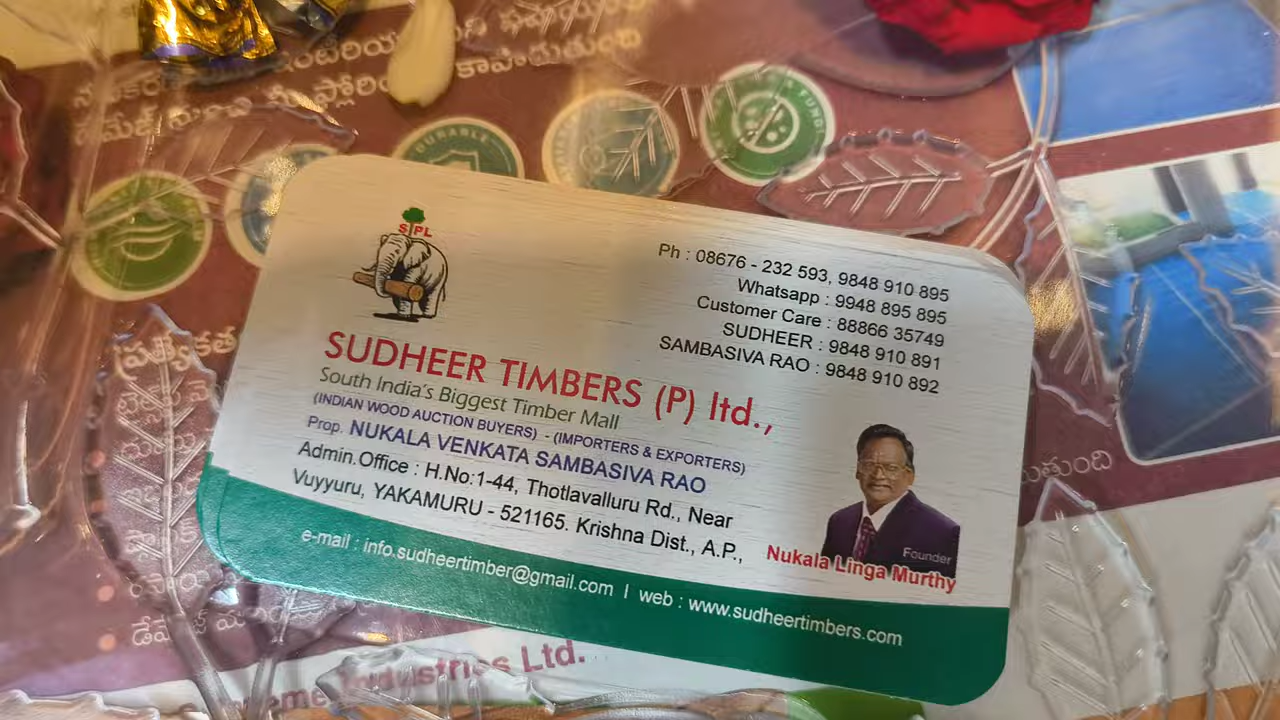 కాపాడుతుంది
DURABLE
STPL
Ph : 08676 - 232 593, 9848 910 895
Whatsapp : 9948 895 895
Customer Care : 88866 35749
SUDHEER : 9848 910 891
SAMBASIVA RAO : 9848 910 892
SUDHEER TIMBERS (P) ltd.,
South India's Biggest Timber Mall
(INDIAN WOOD AUCTION BUYERS) - (IMPORTERS & EXPORTERS)
Prop. NUKALA VENKATA SAMBASIVA RAO
Admin.Office : H.No:1-44, Thotlavalluru Rd., Near
Vuyyuru, YAKAMURU - 521165. Krishna Dist., A.P.,
Founder
Nukala Linga Murthy
e-mail : info.sudheertimber@gmail.com I web : www.sudheertimbers.com
Industries Ltd.